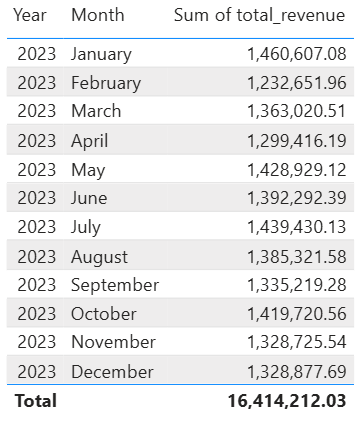 Year Month Sum of total_revenue
2023 January 1,460,607.08
2023 February 1,232,651.96
2023 March 1,363,020.51
2023 April 1,299,416.19
2023 May 1,428,929.12
2023 June 1,392,292.39
2023 July 1,439,430.13
2023 August 1,385,321.58
2023 September 1,335,219.28
2023 October 1,419,720.56
2023 November 1,328,725.54
2023 December 1,328,877.69
Total 16,414,212.03